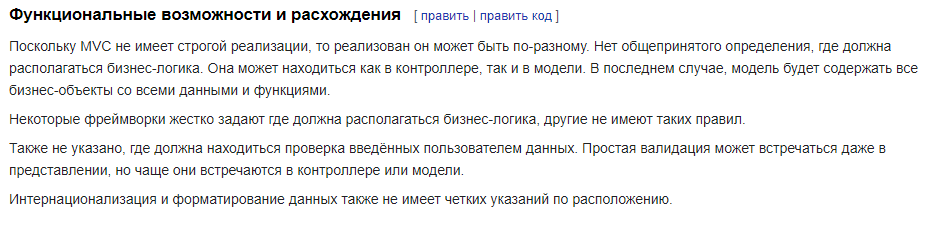 Функциональные возможности и расхождения [ править | править код ]
Поскольку MVC не имеет строгой реализации, то реализован он может быть по-разному. Нет общепринятого определения, где должна
располагаться бизнес-логика. Она может находиться как в контроллере, так и в модели. В последнем случае, модель будет содержать все
бизнес-объекты со всеми данными и функциями.
Некоторые фреймворки жестко задают где должна располагаться бизнес-логика, другие не имеют таких правил.
Также не указано, где должна находиться проверка введённых пользователем данных. Простая валидация может встречаться даже в
представлении, но чаще они встречаются в контроллере или модели.
Интернационализация и форматирование данных также не имеет четких указаний по расположению.